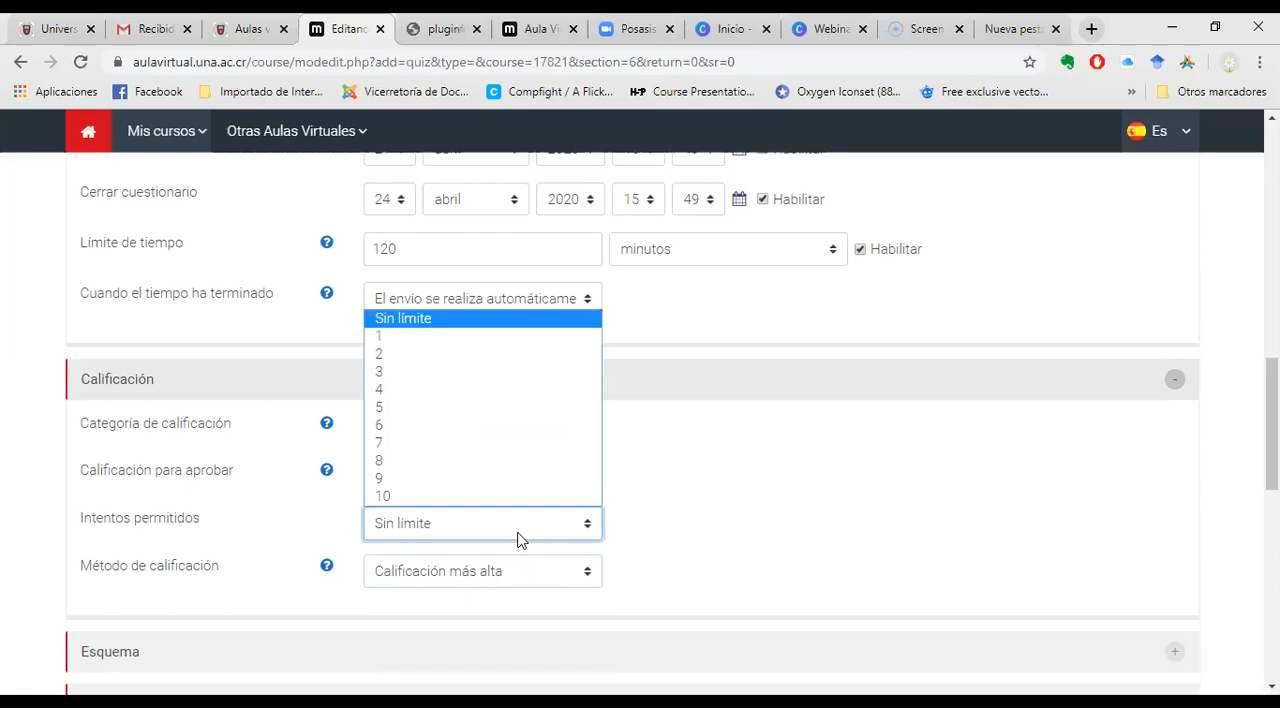 Univers
Recibid
Aulas v
Editanc
pluginfi
Aula Vi
Posasis
Inicio -
Webina
Screen
Nueva pest
aulavirtual.una.ac.cr/course/modedit.php?add=quiz&type=&course=17821&section=6&return=0&sr=0
Aplicaciones
Facebook
Importado de Inter...
Vicerretoría de Doc...
Compfight / A Flick...
H-P Course Presentatio...
Oxygen Iconset (88...
Free exclusive vecto...
»
Otros marcadores
Mis cursos
Otras Aulas Virtuales
Es
Cerrar cuestionario
24
abril
2020
15
49
Habilitar
Límite de tiempo
120
minutos
Habilitar
Cuando el tiempo ha terminado
El envío se realiza automáticame
Sin límite
1
2
3
4
5
6
7
8
9
10
Calificación
-
Categoría de calificación
Calificación para aprobar
Intentos permitidos
Sin límite
Método de calificación
Calificación más alta
Esquema
+